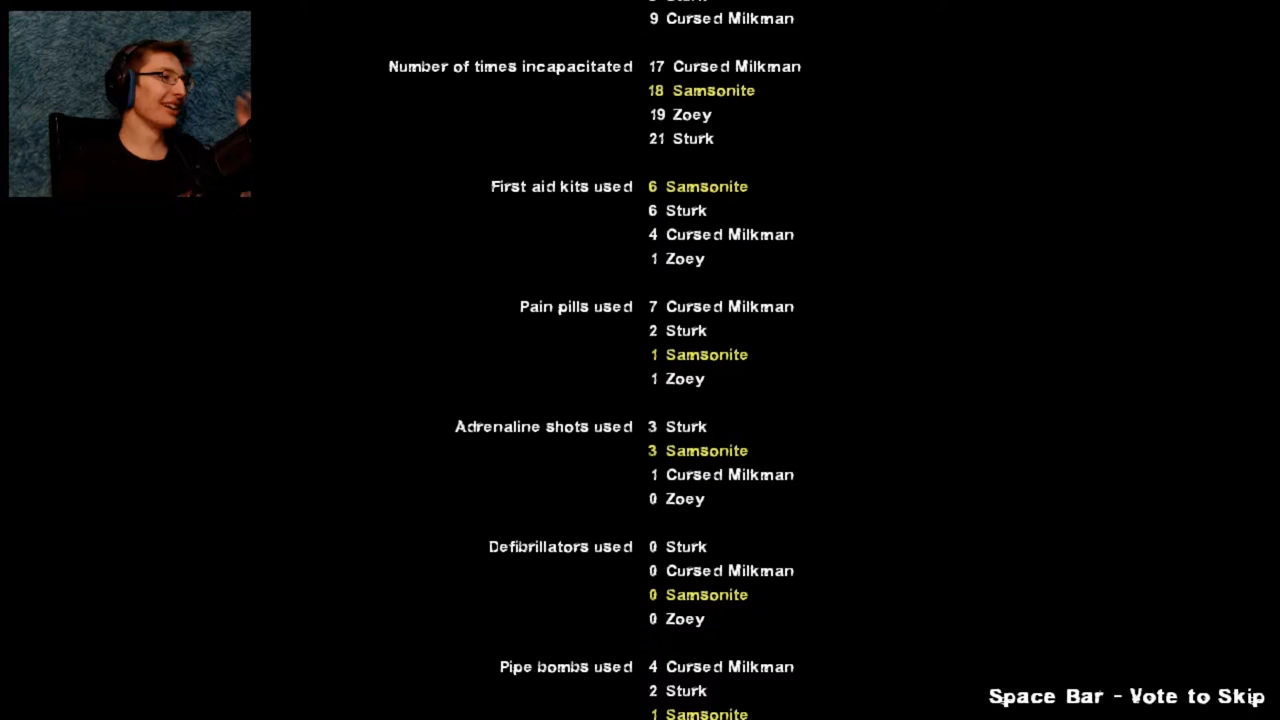 9 Cursed Milkman
Number of times incapacitated 17 Cursed Milkman
18 Samsonite
19 Zoey
21 Sturk
First aid kits used 6 Samsonite
6 Sturk
4 Cursed Milkman
1 Zoey
Pain pills used 7 Cursed Milkman
2 Sturk
1 Samsonite
1 Zoey
Adrenaline shots used 3 Sturk
3 Samsonite
1 Cursed Milkman
0 Zoey
Defibrillators used 0 Sturk
0 Cursed Milkman
0 Samsonite
0 Zoey
Pipe bombs used 4 Cursed Milkman
2 Sturk
1 Samsonite
Space Bar - Vote to Skip